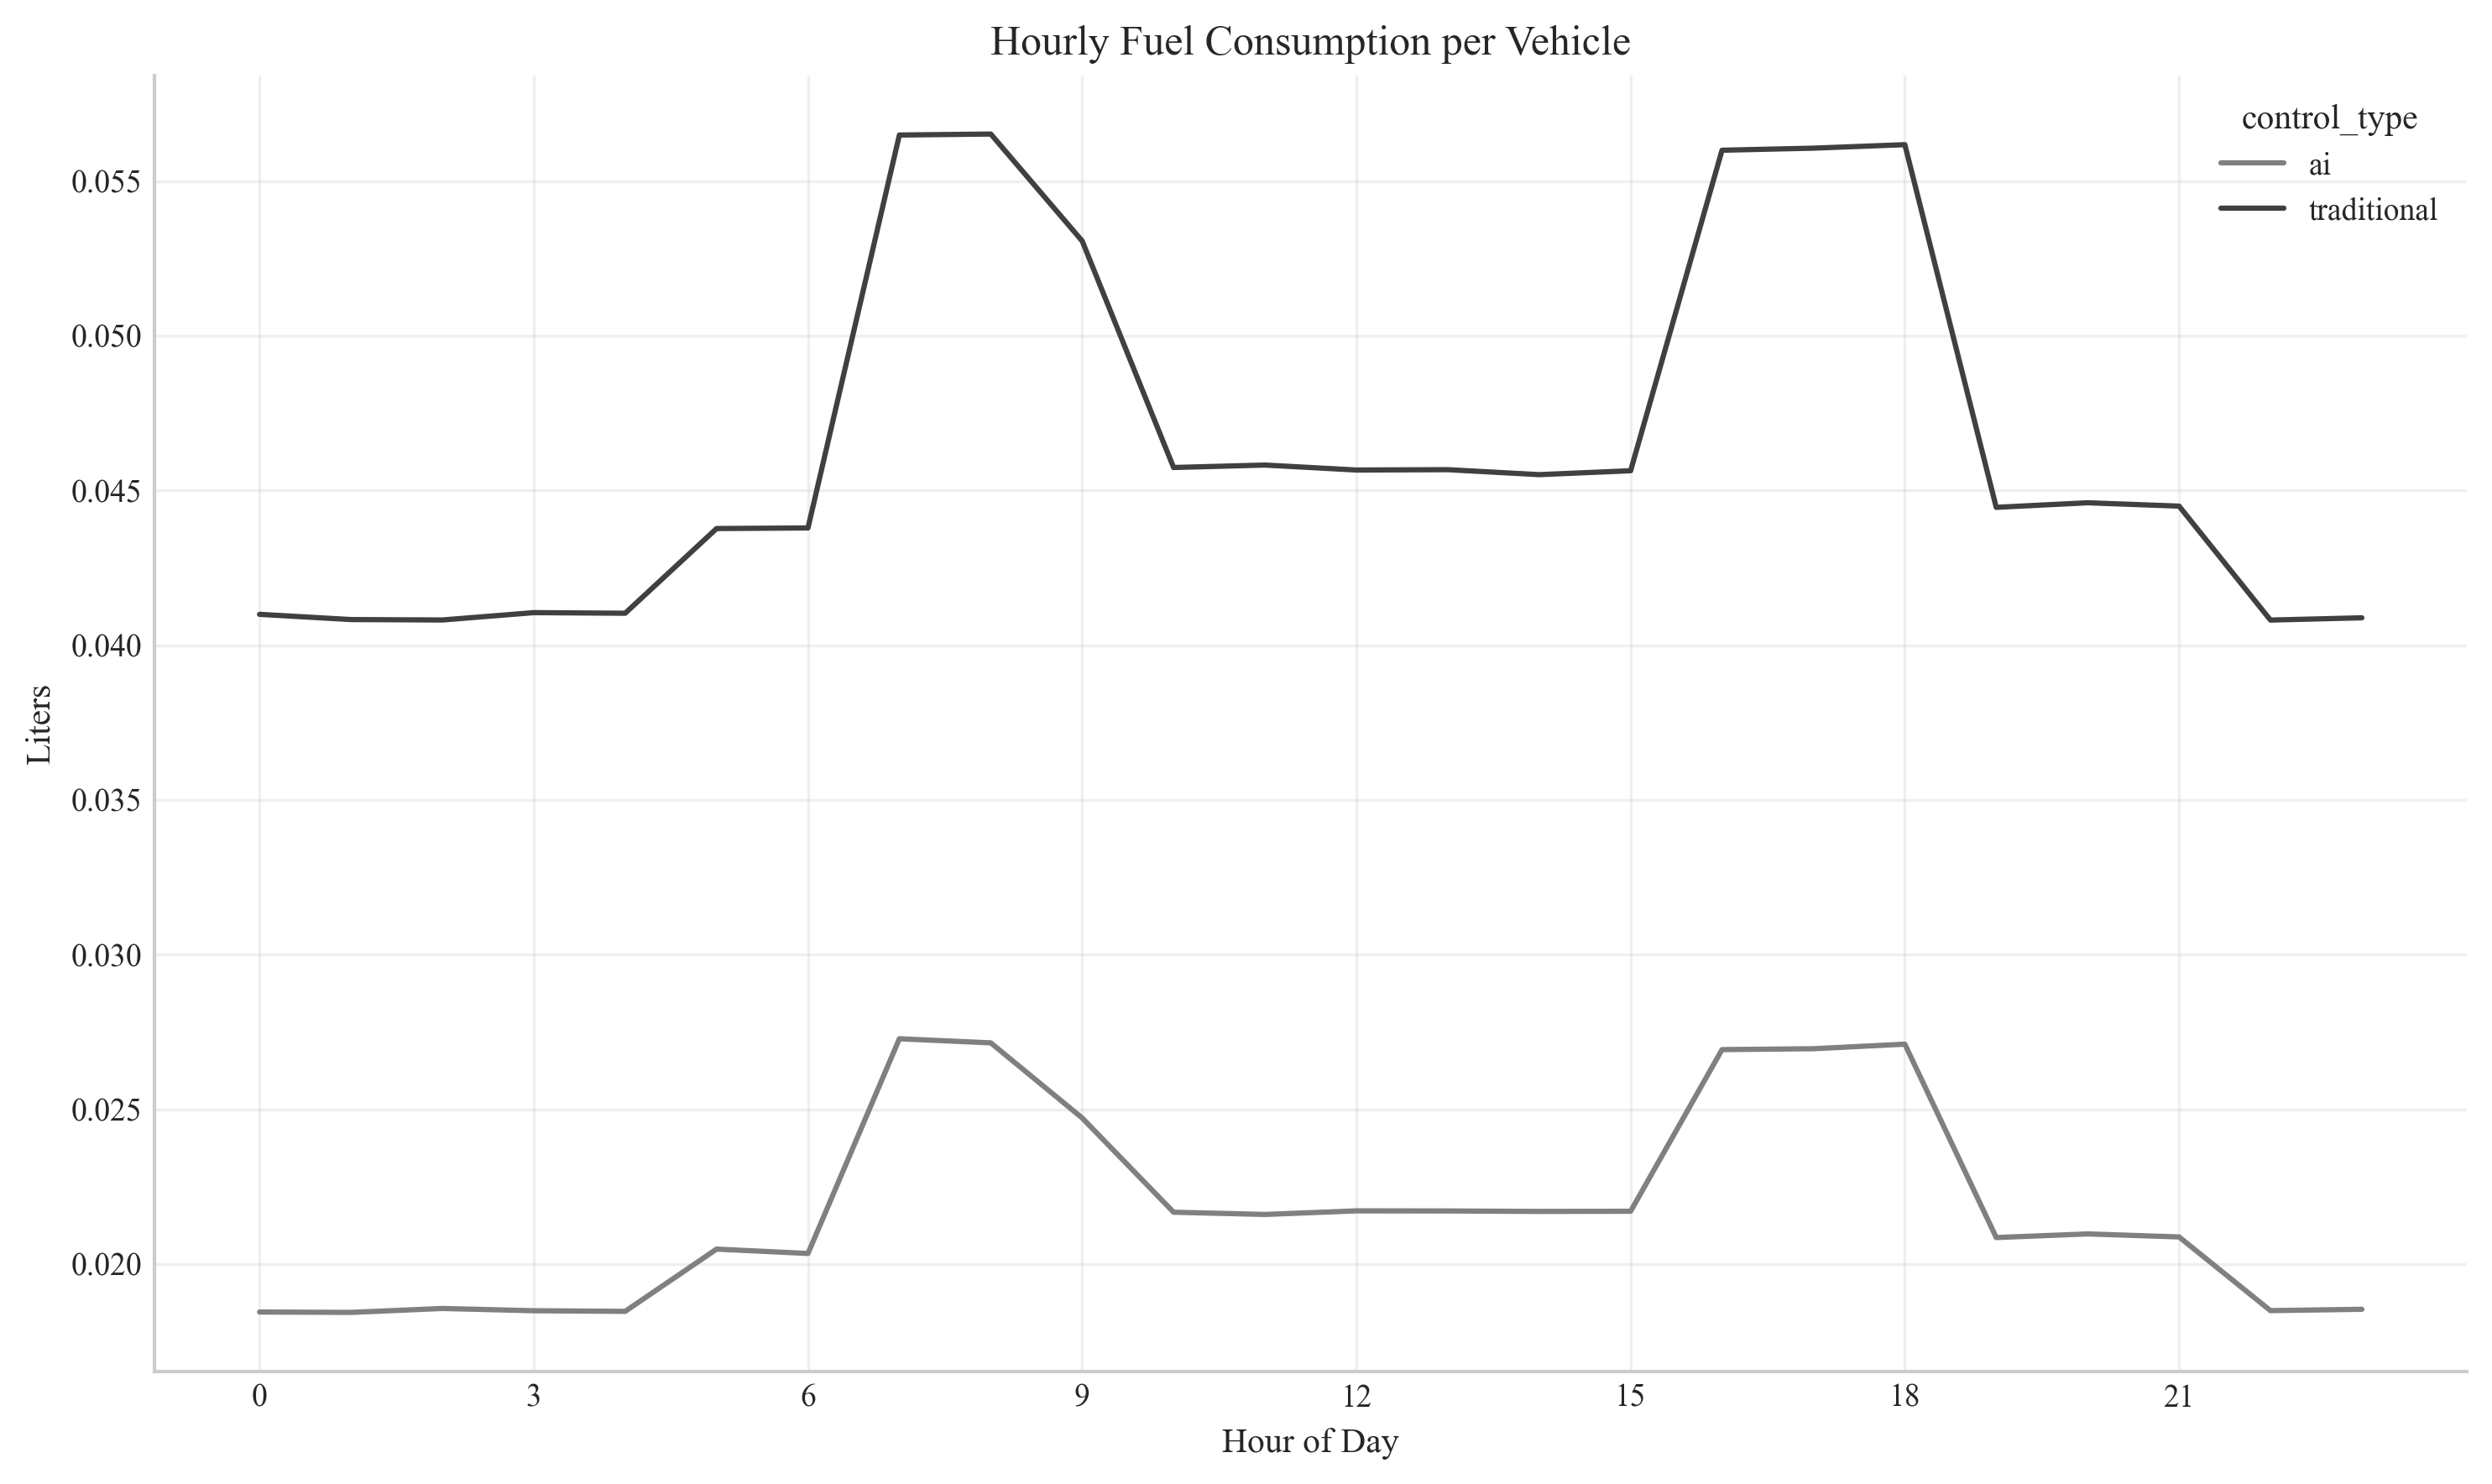 Hourly Fuel Consumption per Vehicle
control_type
ai
traditional
0.055
0.050
0.045
0.040
0.035
0.030
0.025
0.020
Liters
0 3 6 9 12 15 18 21
Hour of Day